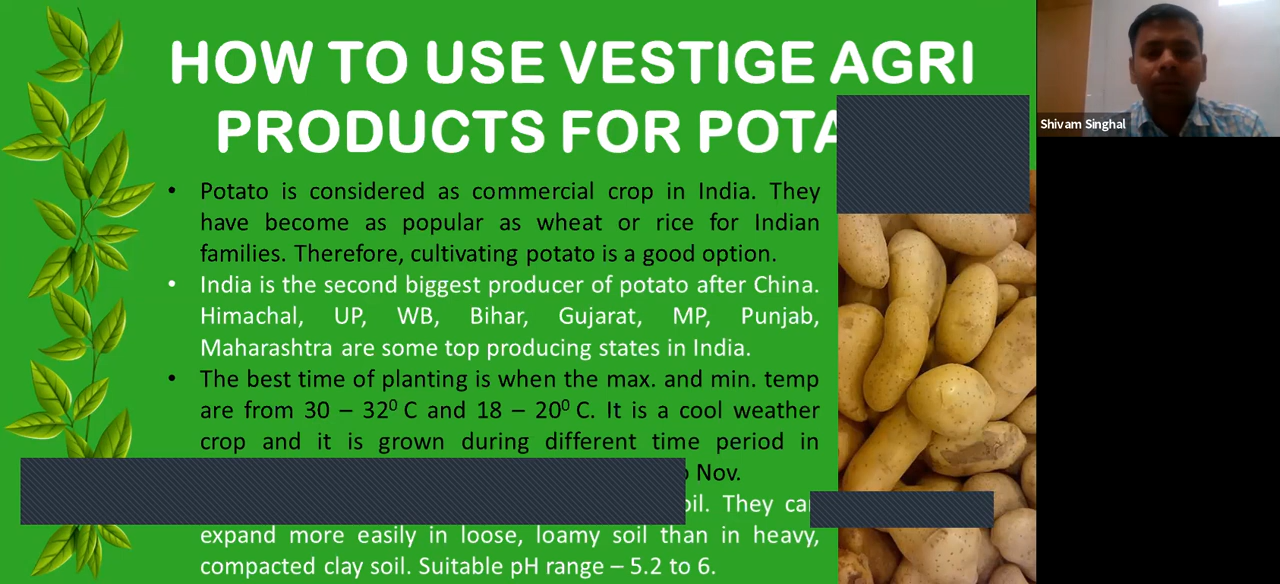 HOW TO USE VESTIGE AGRI
PRODUCTS FOR
• Potato is considered as commercial crop in India. They
have become as popular as wheat or rice for Indian
families. Therefore, cultivating potato is a good option.
• India is the second biggest producer of potato after China.
Himachal, UP, WB, Bihar, Gujarat, MP, Punjab,
Maharashtra are some top producing states in India.
• The best time of planting is when the max. and min. temp
are from 30 – 32⁰ C and 18 – 20⁰ C. It is a cool weather
crop and it is grown during different time period in
Nov.
They
expand more easily in loose, loamy soil than in heavy,
compacted clay soil. Suitable pH range – 5.2 to 6.
Shivam Singhal